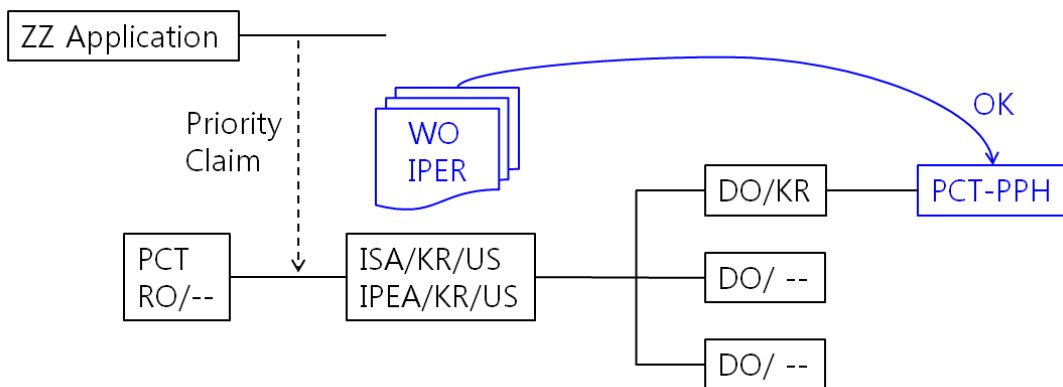 ZZ Application
Priority
Claim
WO
IPER
OK
DO/KR
PCT-PPH
PCT
RO/--
ISA/KR/US
IPEA/KR/US
DO/ --
DO/ --